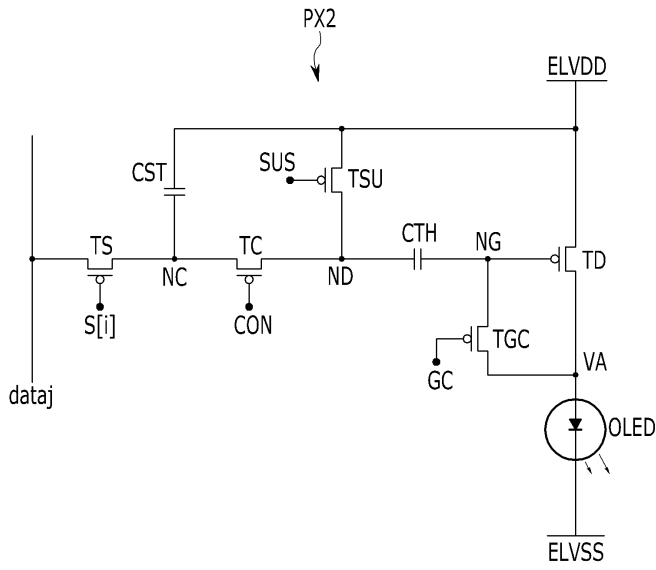 PX2
ELVDD
SUS
TSU
CST
CTH
NG
TS
TC
TD
NC
ND
S[i]
CON
TGC
VA
GC
dataj
OLED
ELVSS